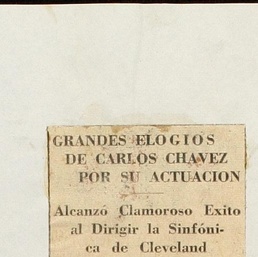 GRANDES ELOGIOS
DE CARLOS CHAVEZ
POR SU ACTUACION
Alcanzó Clamoroso Exito
al Dirigir la Sinfóni-
ca de Cleveland